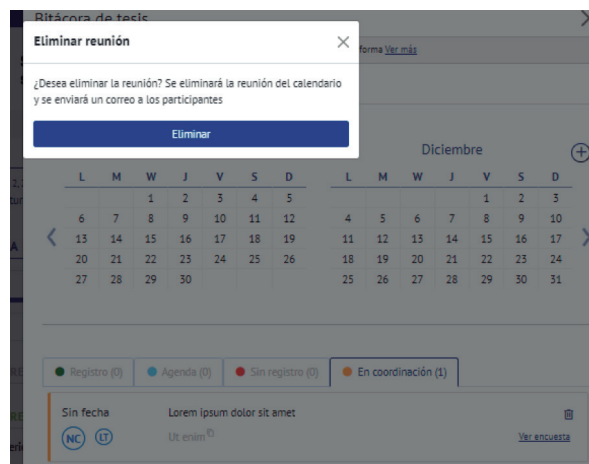 Bitácora de tesis
Eliminar reunión
forma Ver más
¿Desea eliminar la reunión? Se eliminará la reunión del calendario
y se enviará un correo a los participantes
Eliminar
Diciembre
L M W J V S D L M W J V S D
1 2 3 4 5 1 2 3
6 7 8 9 10 11 12 4 5 6 7 8 9 10
13 14 15 16 17 18 19 11 12 13 14 15 16 17
20 21 22 23 24 25 26 18 19 20 21 22 23 24
27 28 29 30 25 26 27 28 29 30 31
Registro (0) Agenda (0) Sin registro (0) En coordinación (1)
Sin fecha Lorem ipsum dolor sit amet
NC LT Ut enim Ver encuesta